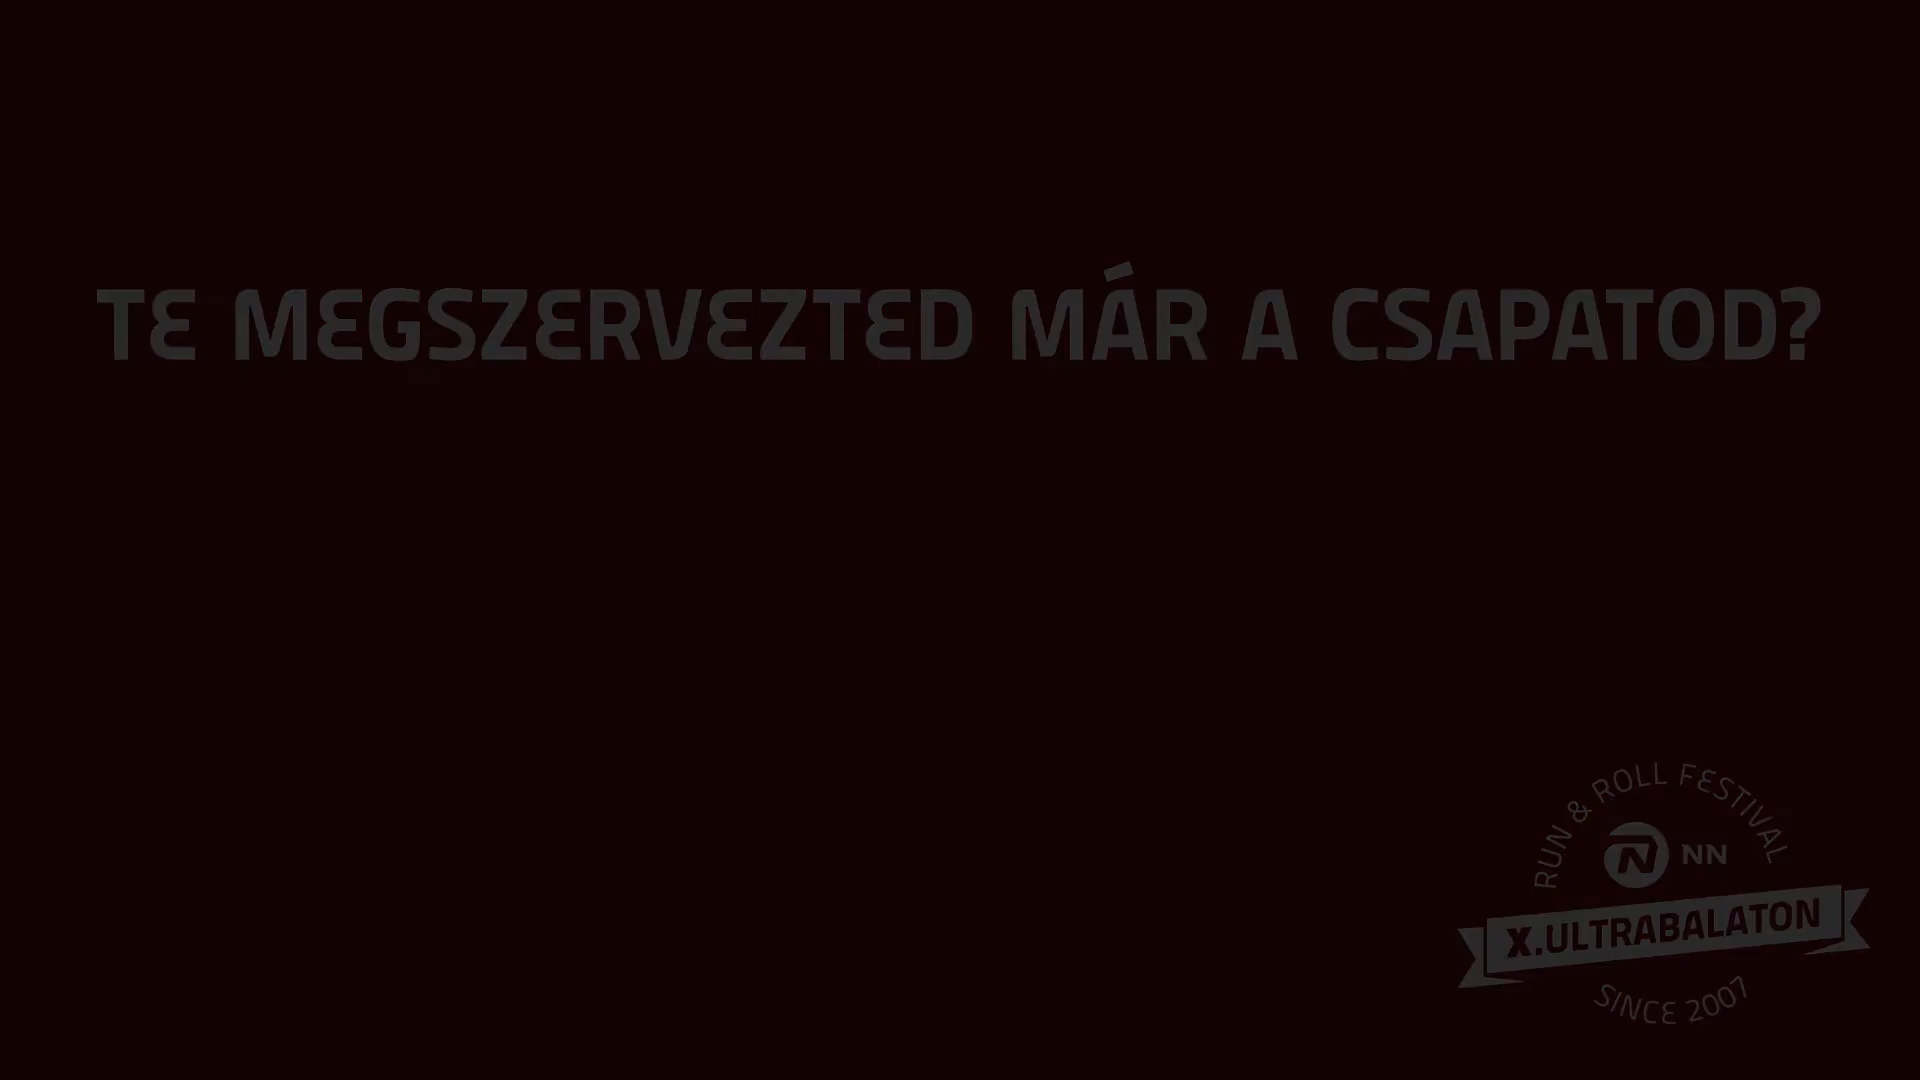 TE MEGSZERVEZTED MÁR A CSAPATOD?
RUN & ROLL FESTIVAL
NN
X.ULTRABALATON
SINCE 2007